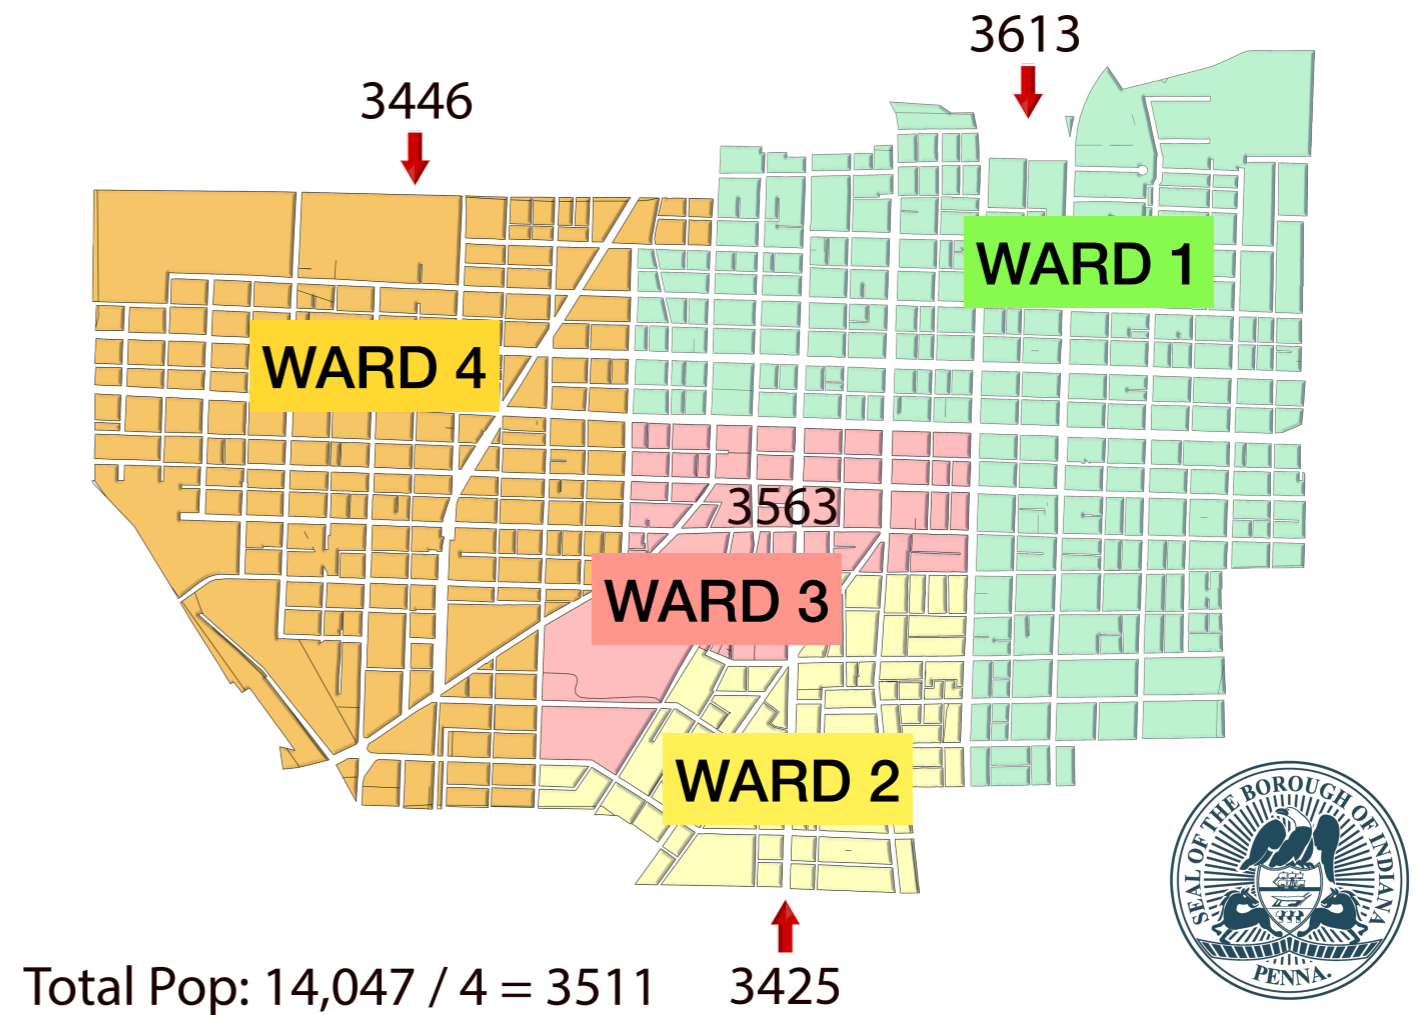 3613
3446
WARD 1
WARD 4
3563
WARD 3
WARD 2
SEAL OF THE BOROUGH OF INDIANA
PENNA.
Total Pop: 14,047 / 4 = 3511
3425